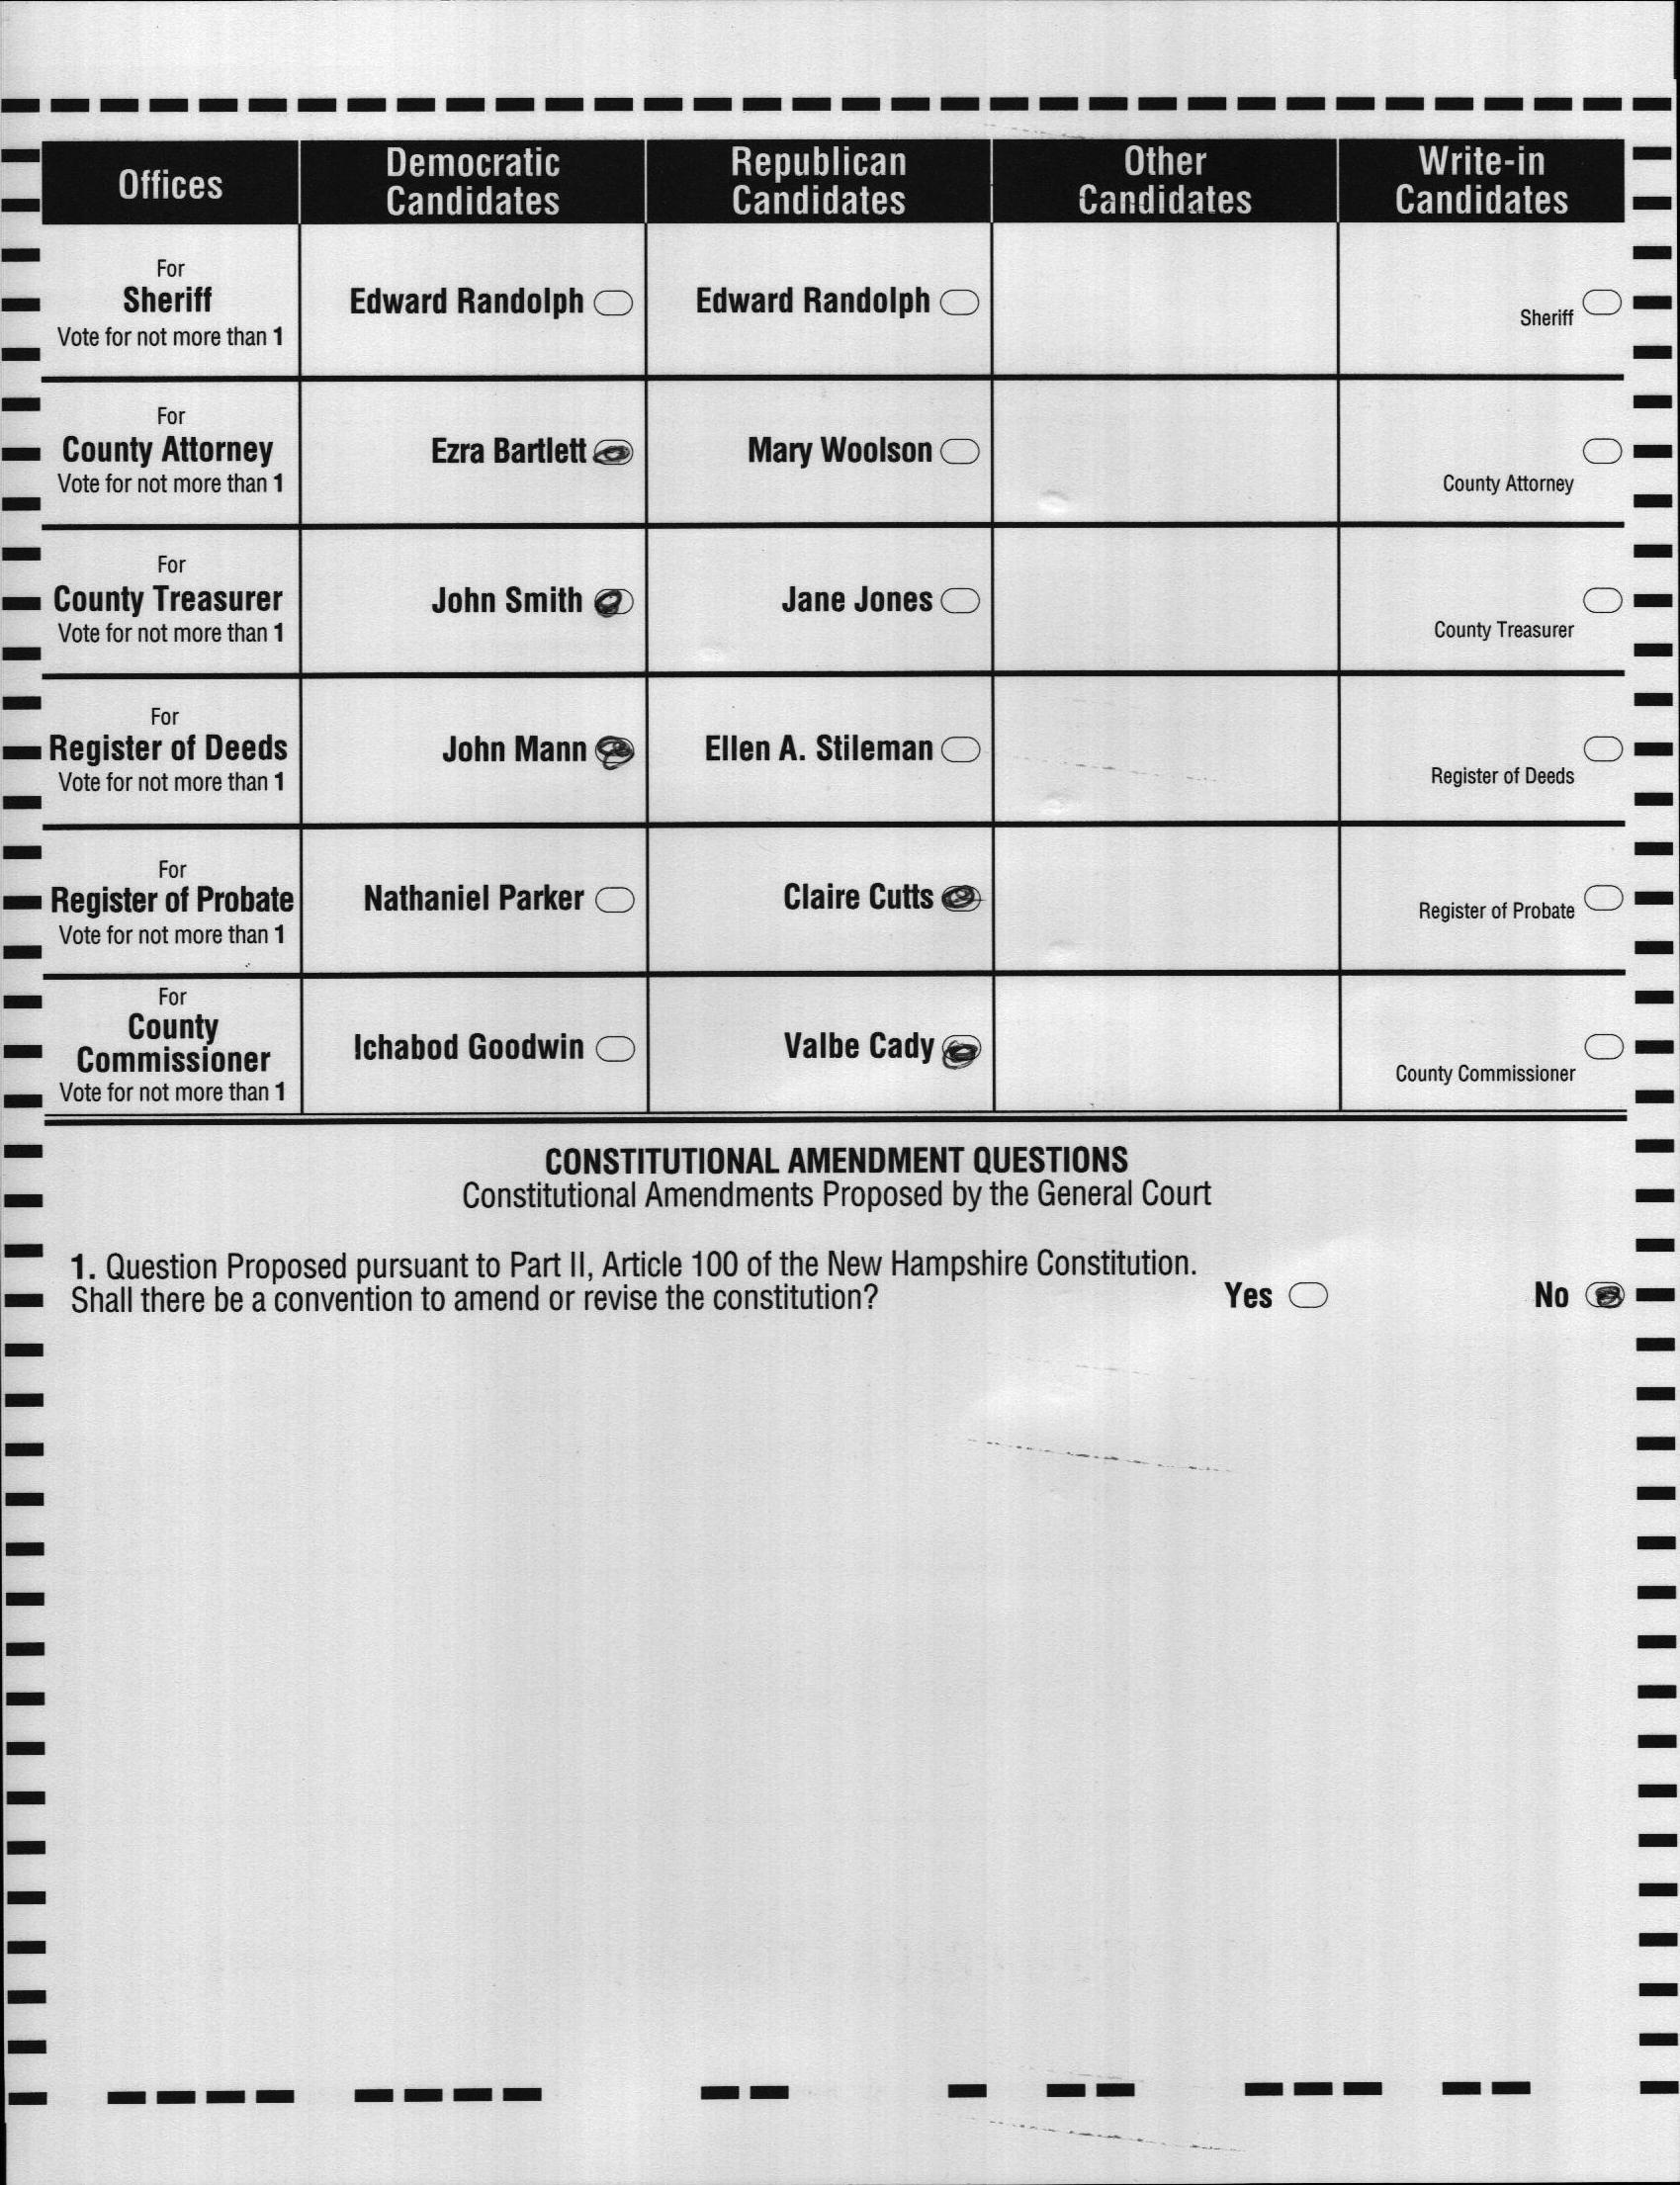 Offices
Democratic
Candidates
Republican
Candidates
Other
Candidates
Write-in
Candidates
For
Sheriff
Vote for not more than 1
Edward Randolph
Edward Randolph
Sheriff
For
County Attorney
Vote for not more than 1
Ezra Bartlett
Mary Woolson
County Attorney
For
County Treasurer
Vote for not more than 1
John Smith
Jane Jones
County Treasurer
For
Register of Deeds
Vote for not more than 1
John Mann
Ellen A. Stileman
Register of Deeds
For
Register of Probate
Vote for not more than 1
Nathaniel Parker
Claire Cutts
Register of Probate
For
County
Commissioner
Vote for not more than 1
Ichabod Goodwin
Valbe Cady
County Commissioner
CONSTITUTIONAL AMENDMENT QUESTIONS
Constitutional Amendments Proposed by the General Court
1. Question Proposed pursuant to Part II, Article 100 of the New Hampshire Constitution.
Shall there be a convention to amend or revise the constitution?
Yes
No